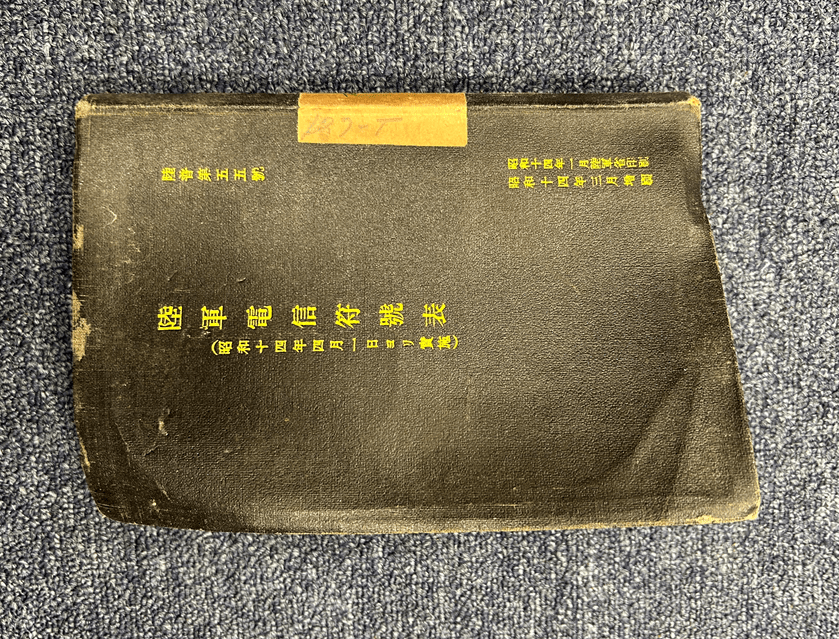 陸普第五五號
陸軍電信符號表
(昭和十四年四月一日ヨリ實施)
昭和十四年一月陸軍省印刷
昭和十四年三月增刷